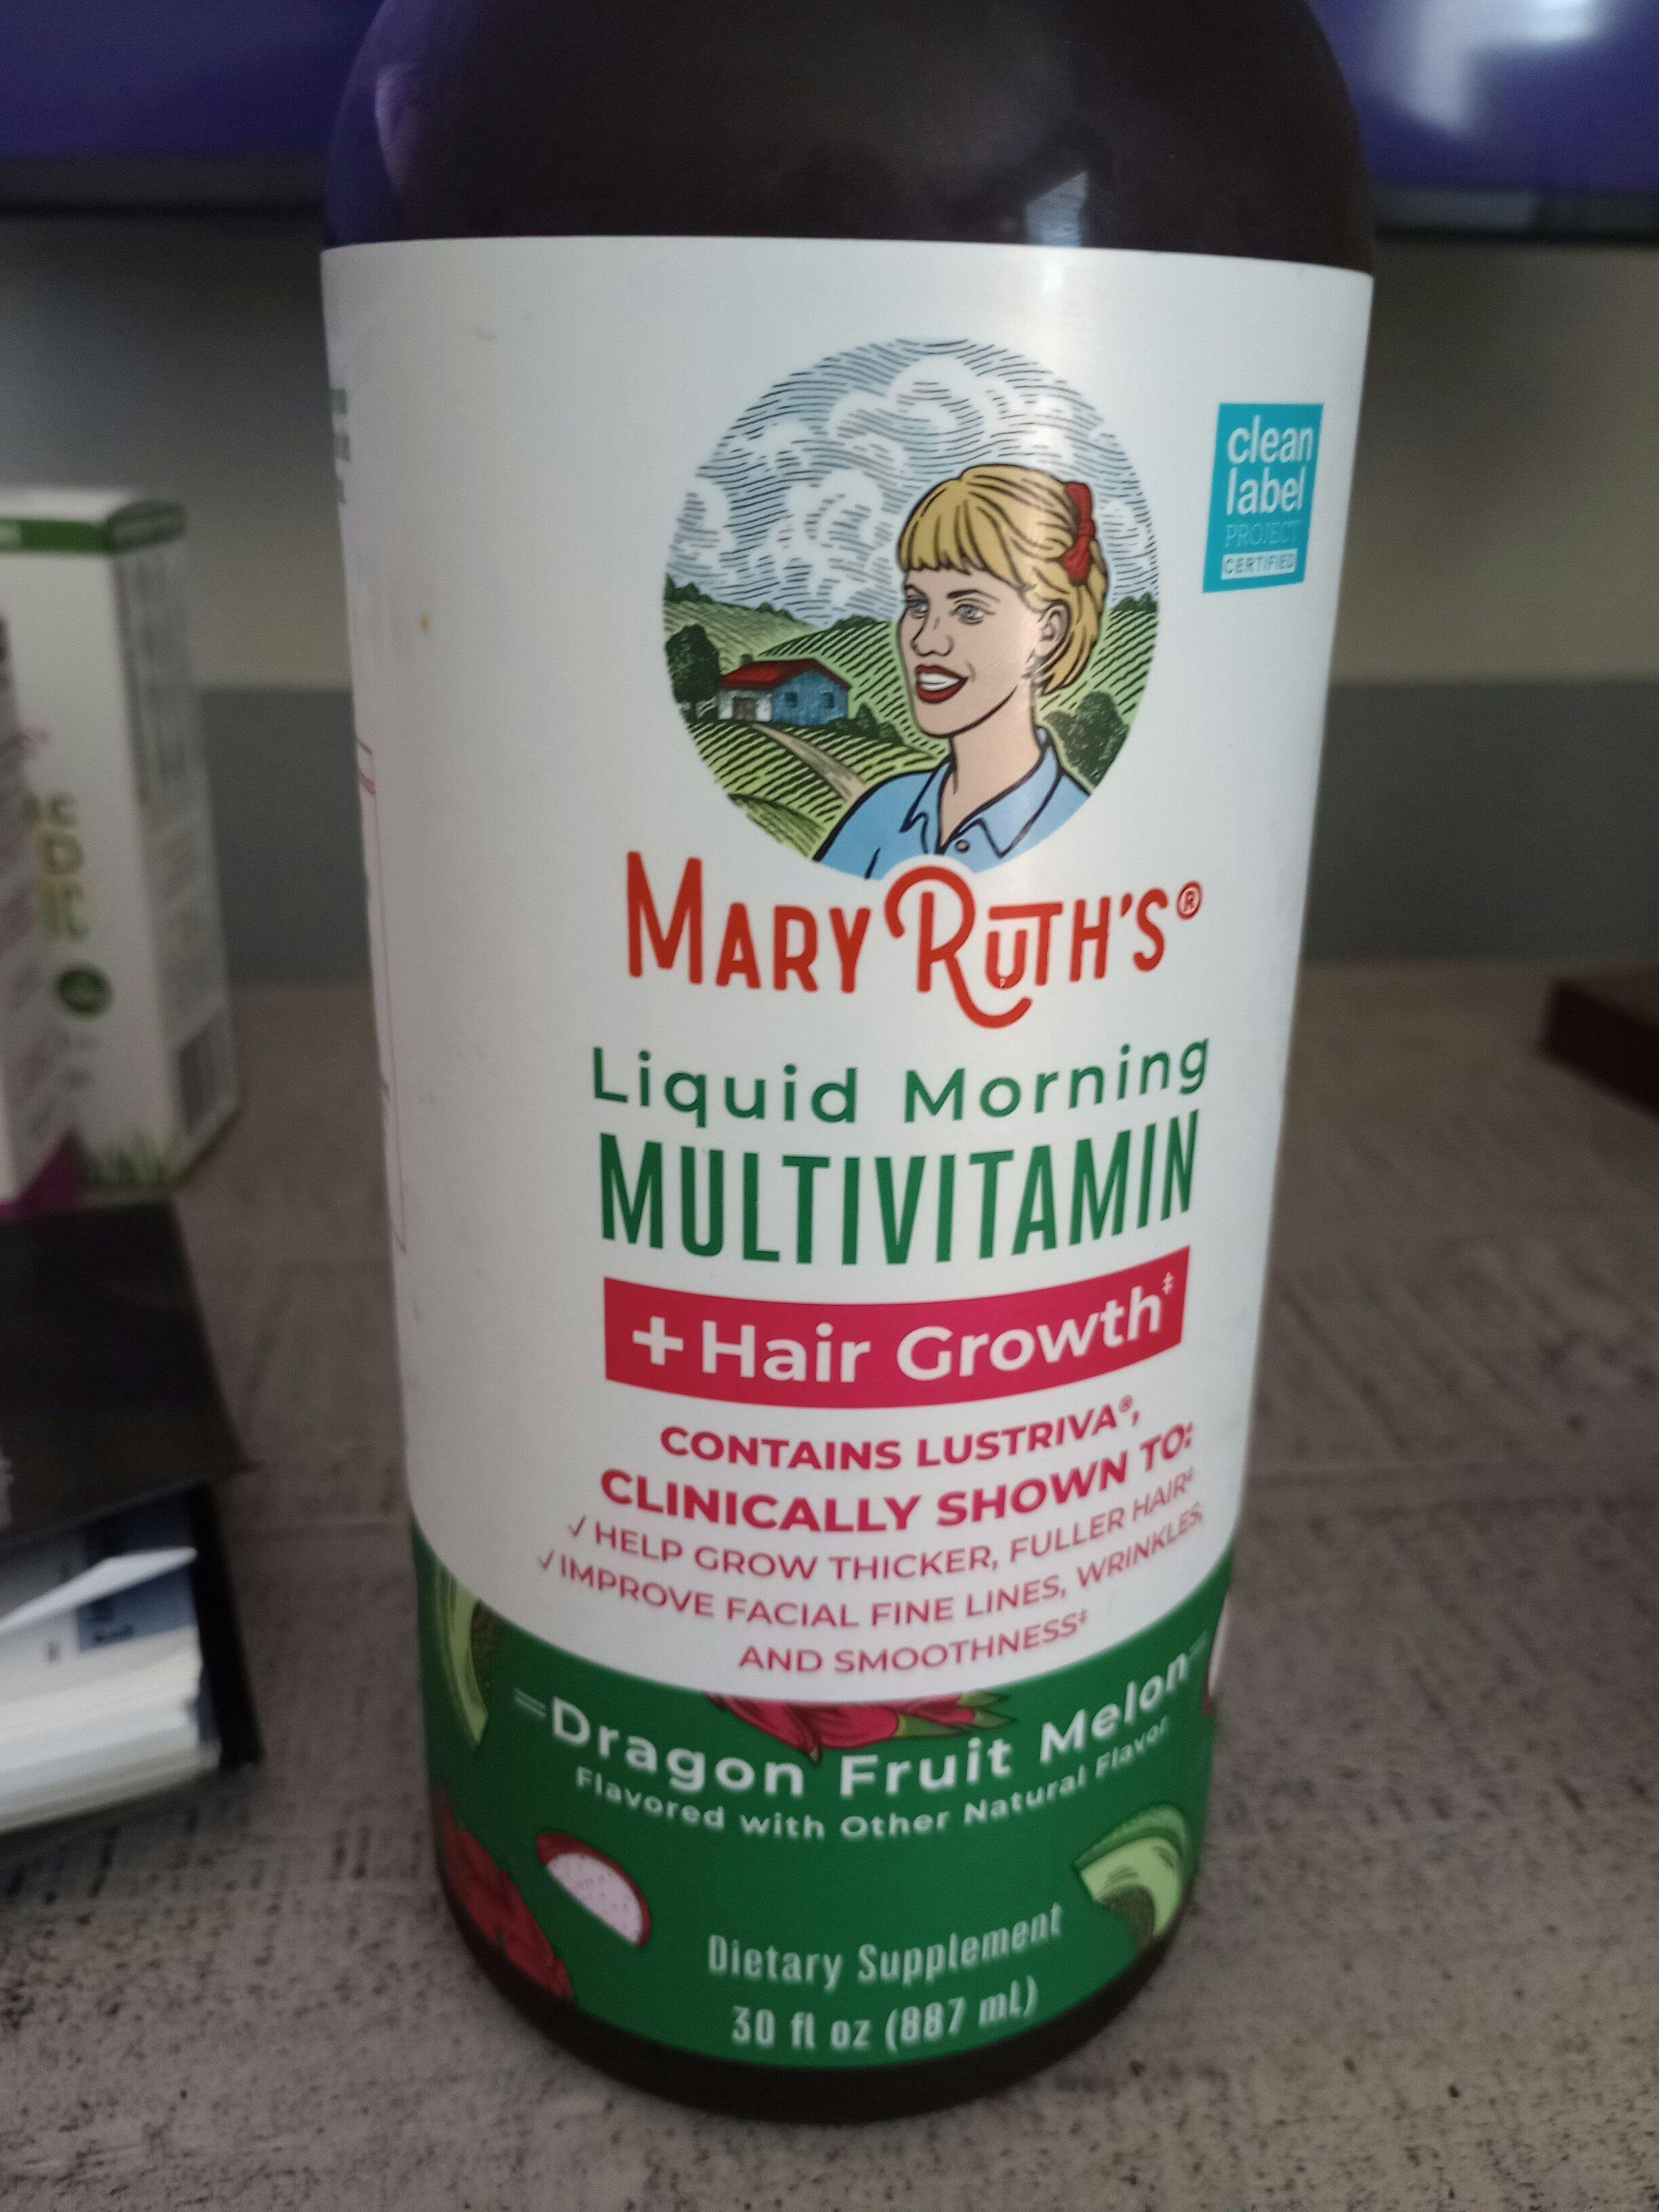 clean
label
PROJECT
CERTIFIED
MARY RUTH'S®
Liquid Morning
MULTIVITAMIN
+Hair Growth‡
CONTAINS LUSTRIVA®,
CLINICALLY SHOWN TO:
✓ HELP GROW THICKER, FULLER HAIR‡
✓ IMPROVE FACIAL FINE LINES, WRINKLES,
AND SMOOTHNESS‡
Dragon Fruit Melon
Flavored with Other Natural Flavor
Dietary Supplement
30 fl oz (887 mL)